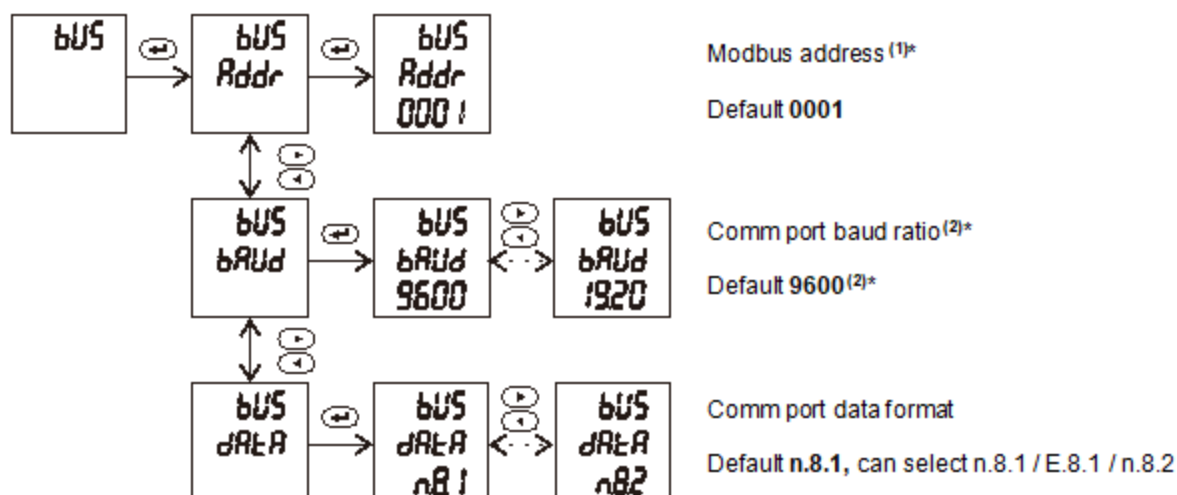 bUS bUS bUS
Addr Addr
0001
Modbus address (1)*
Default 0001
bUS bUS bUS
bAUd bAUd bAUd
9600 19.20
Comm port baud ratio(2)*
Default 9600(2)*
bUS bUS bUS
dAtA dAtA dAtA
n.8.1 n.8.2
Comm port data format
Default n.8.1, can select n.8.1 / E.8.1 / n.8.2